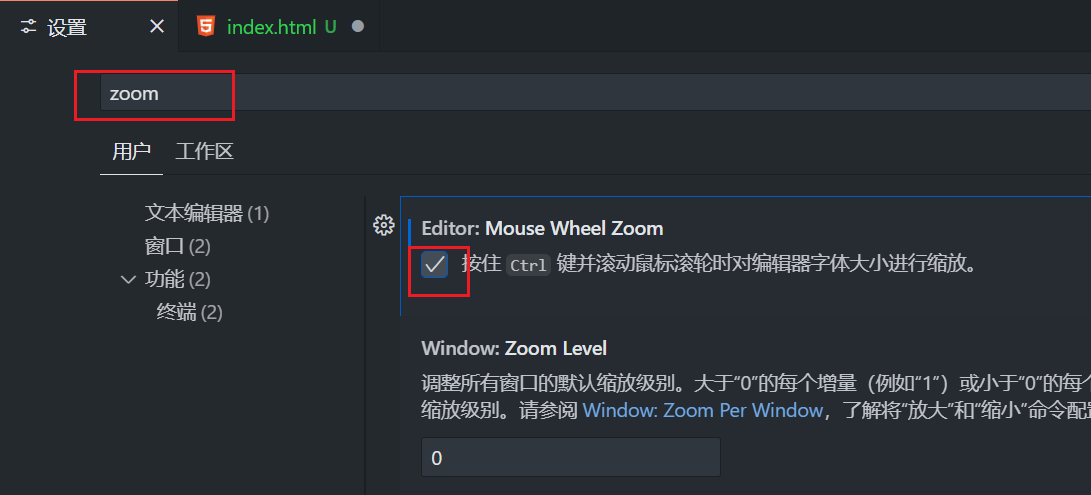 设置
index.html U
zoom
用户 工作区
文本编辑器 (1)
窗口 (2)
功能 (2)
终端 (2)
Editor: Mouse Wheel Zoom
按住 Ctrl 键并滚动鼠标滚轮时对编辑器字体大小进行缩放。
Window: Zoom Level
调整所有窗口的默认缩放级别。大于“0”的每个增量（例如“1”）或小于“0”的每个
缩放级别。请参阅 Window: Zoom Per Window，了解将“放大”和“缩小”命令配置
0